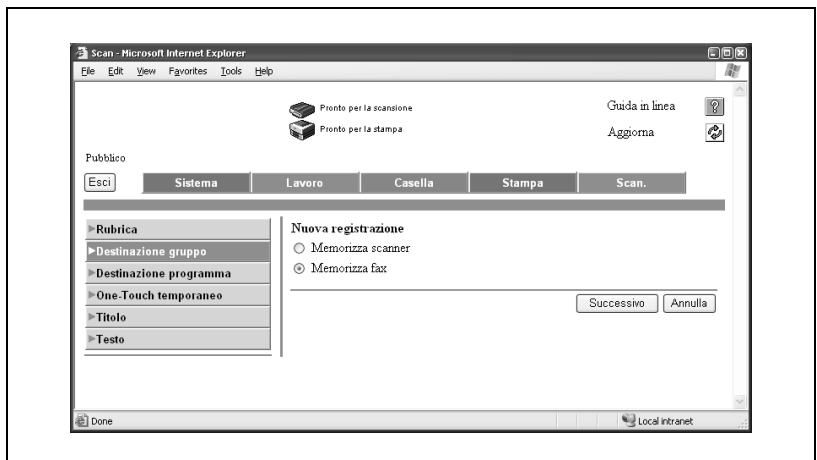 Scan - Microsoft Internet Explorer
File Edit View Favorites Tools Help
Pronto per la scansione
Guida in linea
?
Pronto per la stampa
Aggiorna
Pubblico
Esci Sistema Lavoro Casella Stampa Scan.
Rubrica
Destinazione gruppo
Destinazione programma
One-Touch temporaneo
Titolo
Testo
Nuova registrazione
Memorizza scanner
Memorizza fax
Successivo Annulla
Done Local intranet